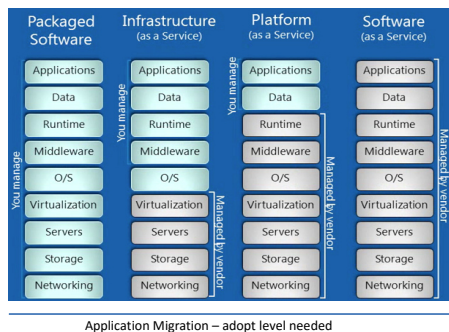 Packaged
Software
You manage
Applications
Data
Runtime
Middleware
O/S
Virtualization
Servers
Storage
Networking
Infrastructure
(as a Service)
You manage
Applications
Data
Runtime
Middleware
O/S
Virtualization
Servers
Storage
Networking
Managed by vendor
Platform
(as a Service)
You manage
Applications
Data
Runtime
Middleware
O/S
Virtualization
Servers
Storage
Networking
Managed by vendor
Software
(as a Service)
Applications
Data
Runtime
Middleware
O/S
Virtualization
Servers
Storage
Networking
Managed by vendor
Application Migration – adopt level needed